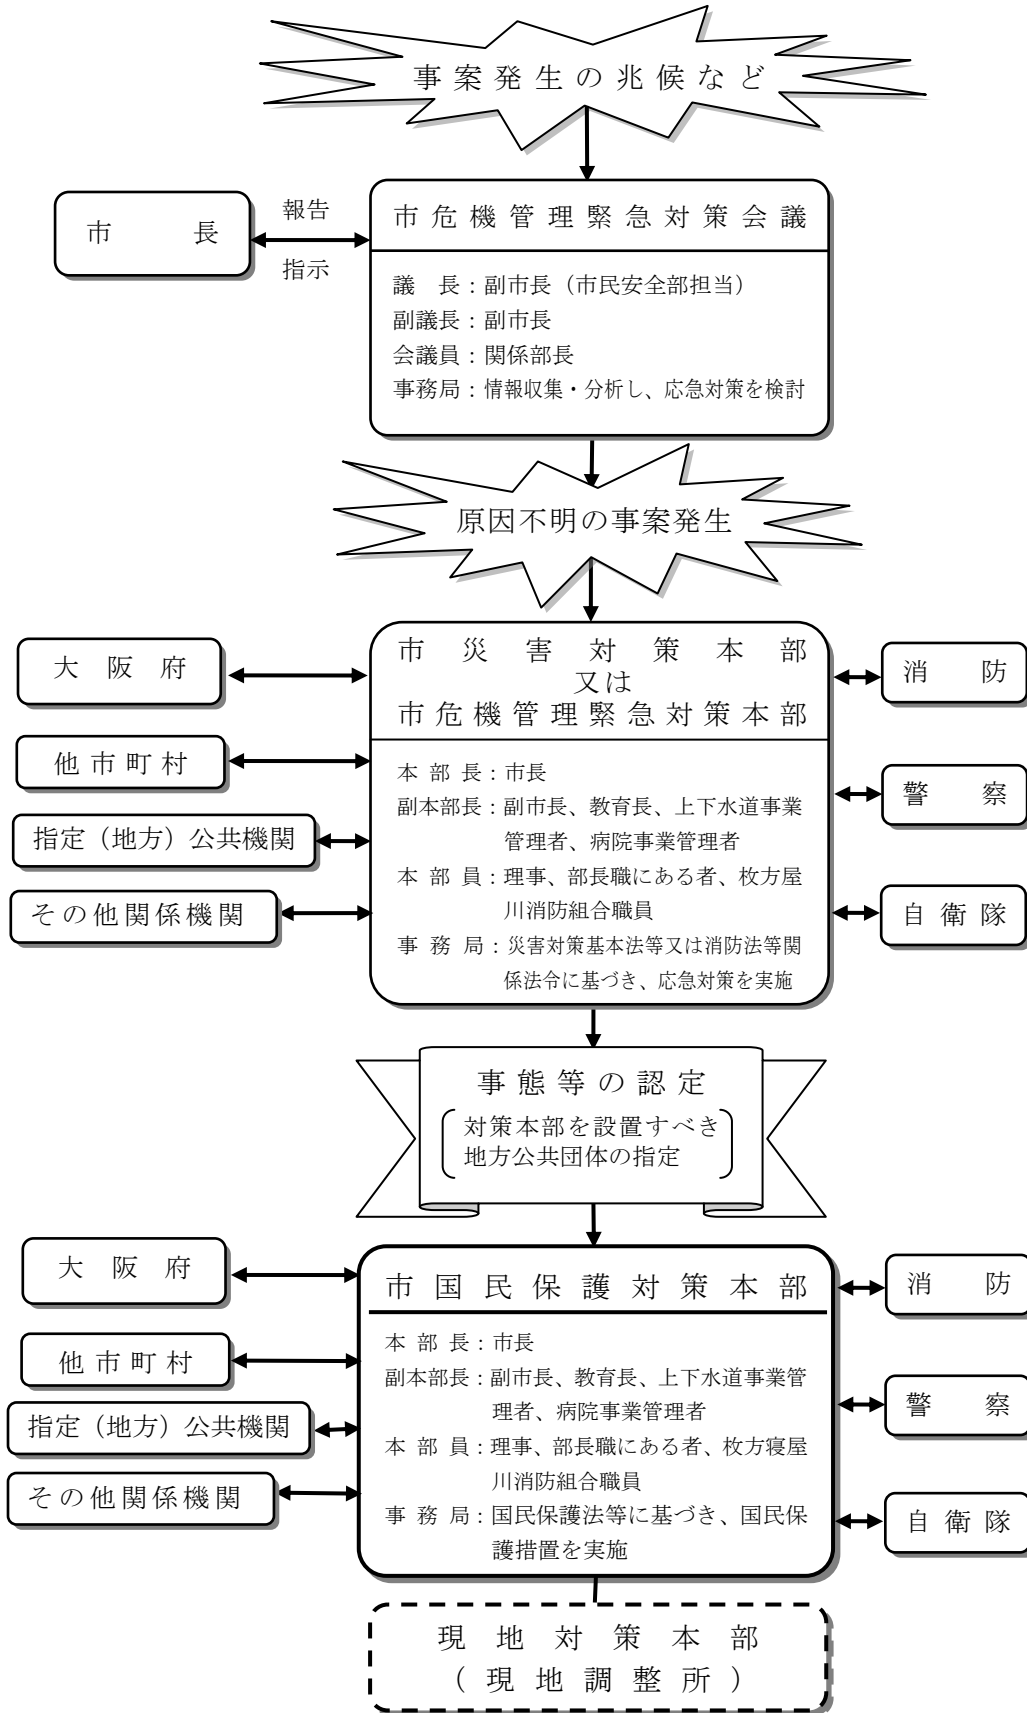 事案発生の兆候など
市長
報告
指示
市危機管理緊急対策会議
議長：副市長（市民安全部担当）
副議長：副市長
会議員：関係部長
事務局：情報収集・分析し、応急対策を検討
原因不明の事案発生
大阪府
他市町村
指定（地方）公共機関
その他関係機関
市災害対策本部
又は
市危機管理緊急対策本部
本部長：市長
副本部長：副市長、教育長、上下水道事業
管理者、病院事業管理者
本部員：理事、部長職にある者、枚方屋
川消防組合職員
事務局：災害対策基本法等又は消防法等関
係法令に基づき、応急対策を実施
消防
警察
自衛隊
事態等の認定
対策本部を設置すべき
地方公共団体の指定
大阪府
他市町村
指定（地方）公共機関
その他関係機関
市国民保護対策本部
本部長：市長
副本部長：副市長、教育長、上下水道事業管
理者、病院事業管理者
本部員：理事、部長職にある者、枚方寝屋
川消防組合職員
事務局：国民保護法等に基づき、国民保
護措置を実施
消防
警察
自衛隊
現地対策本部
（現地調整所）